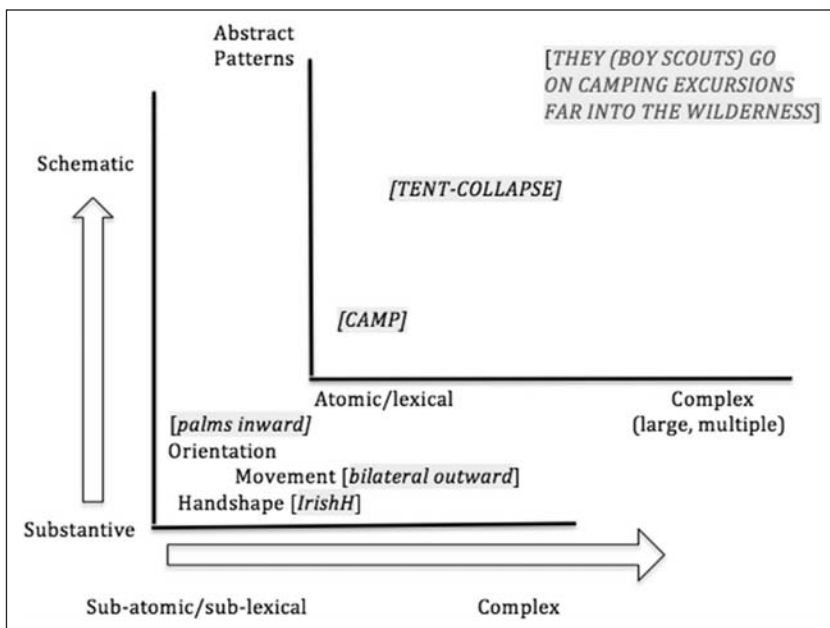 Abstract
Patterns
[THEY (BOY SCOUTS) GO
ON CAMPING EXCURSIONS
FAR INTO THE WILDERNESS]
Schematic
[TENT-COLLAPSE]
[CAMP]
Atomic/lexical
Complex
(large, multiple)
[palms inward]
Orientation
Movement [bilateral outward]
Handshape [IrishH]
Substantive
Sub-atomic/sub-lexical
Complex